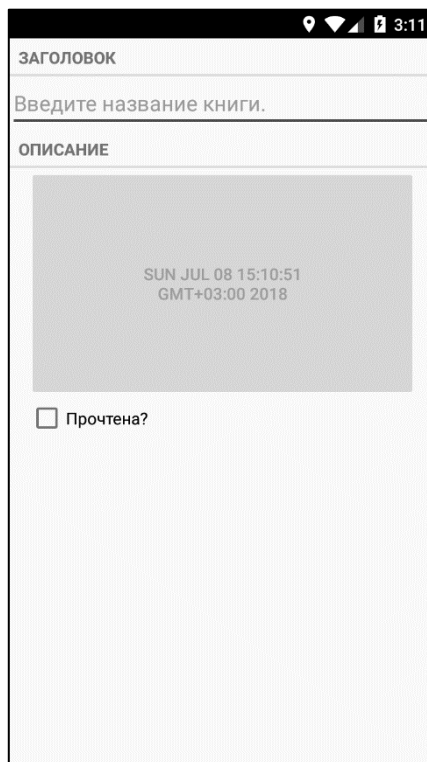 3:11
ЗАГОЛОВОК
Введите название книги.
ОПИСАНИЕ
SUN JUL 08 15:10:51
GMT+03:00 2018
Прочтена?